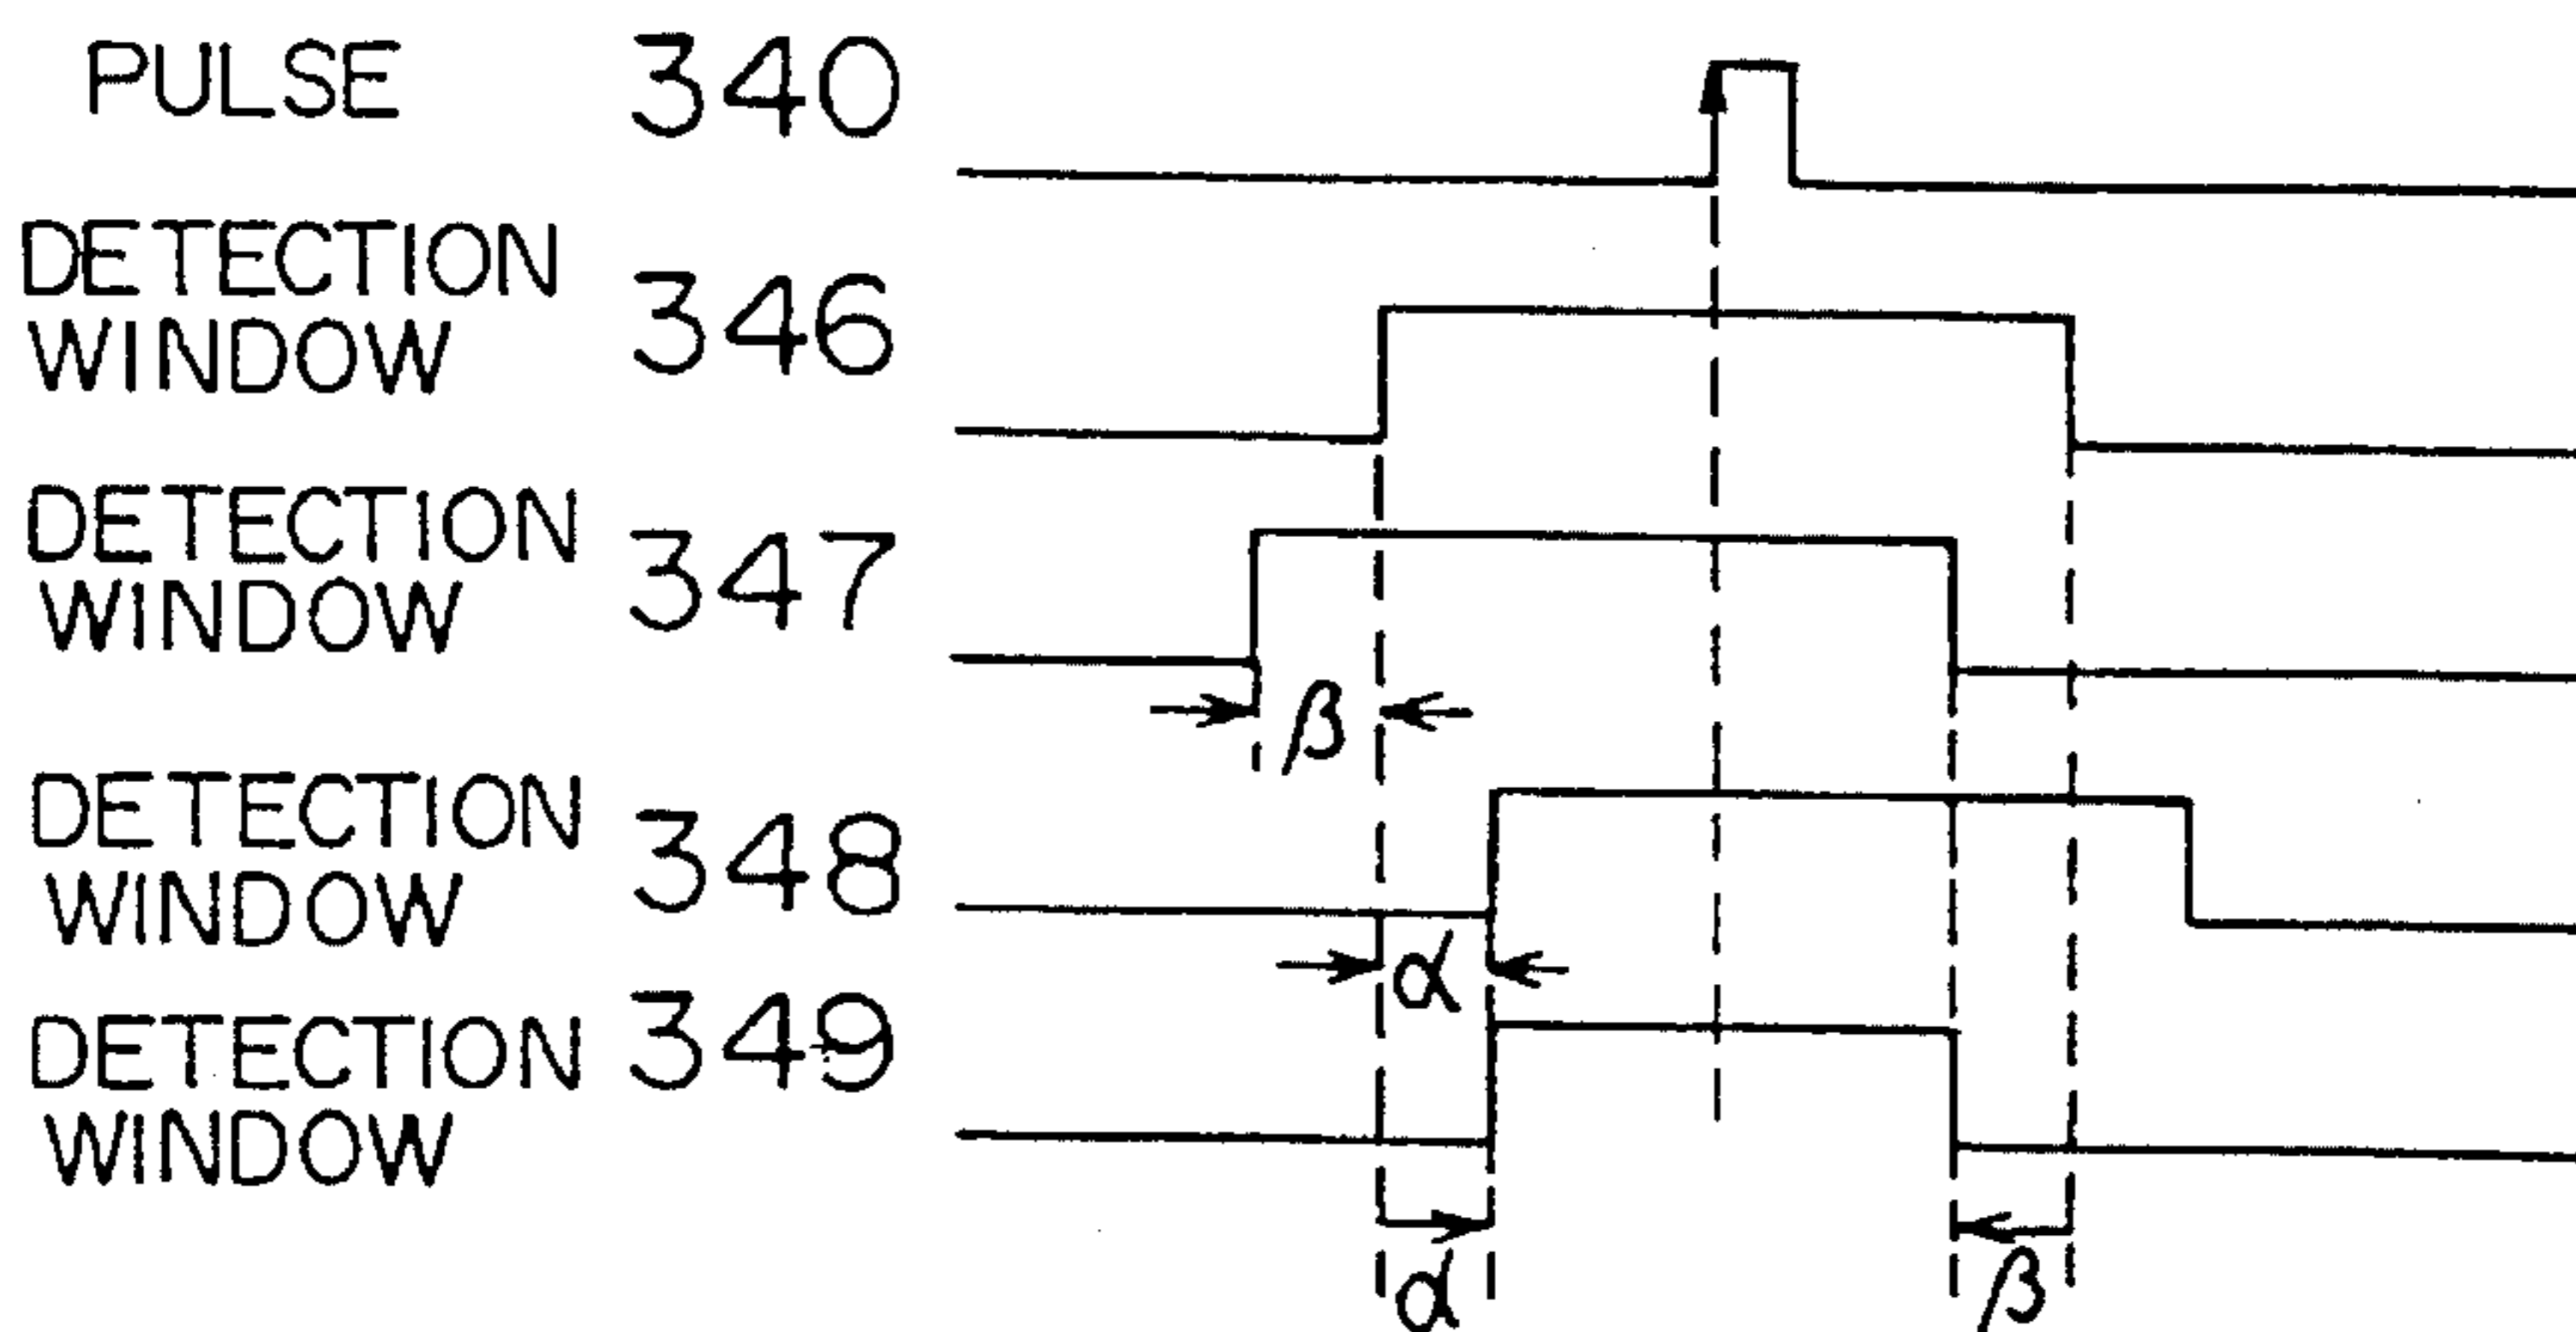 PULSE 340
DETECTION
WINDOW 346
DETECTION
WINDOW 347
β
DETECTION
WINDOW 348
α
DETECTION
WINDOW 349
α β